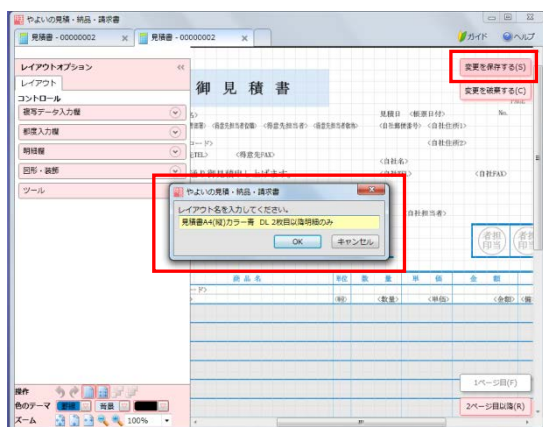 やよいの見積・納品・請求書
見積書 - 00000002
見積書 - 00000002
ガイド
ヘルプ
レイアウトオプション
レイアウト
コントロール
複写データ入力欄
都度入力欄
明細欄
図形・装飾
ツール
変更を保存する(S)
変更を破棄する(C)
御 見 積 書
見積日
<帳票日付>
No.
<自社郵便番号>
<自社住所1>
<自社住所2>
<得意先FAX>
<自社名>
<自社FAX>
自社担当者>
やよいの見積・納品・請求書
レイアウト名を入力してください。
見積書A4(縦)カラー青 DL 2枚目以降明細のみ
OK
キャンセル
商 品 名
単位
数 量
単 価
金 額
<数量>
<単価>
<金額>
1ページ目(F)
2ページ目以降(R)
操作
色のテーマ
背景
ズーム
100%